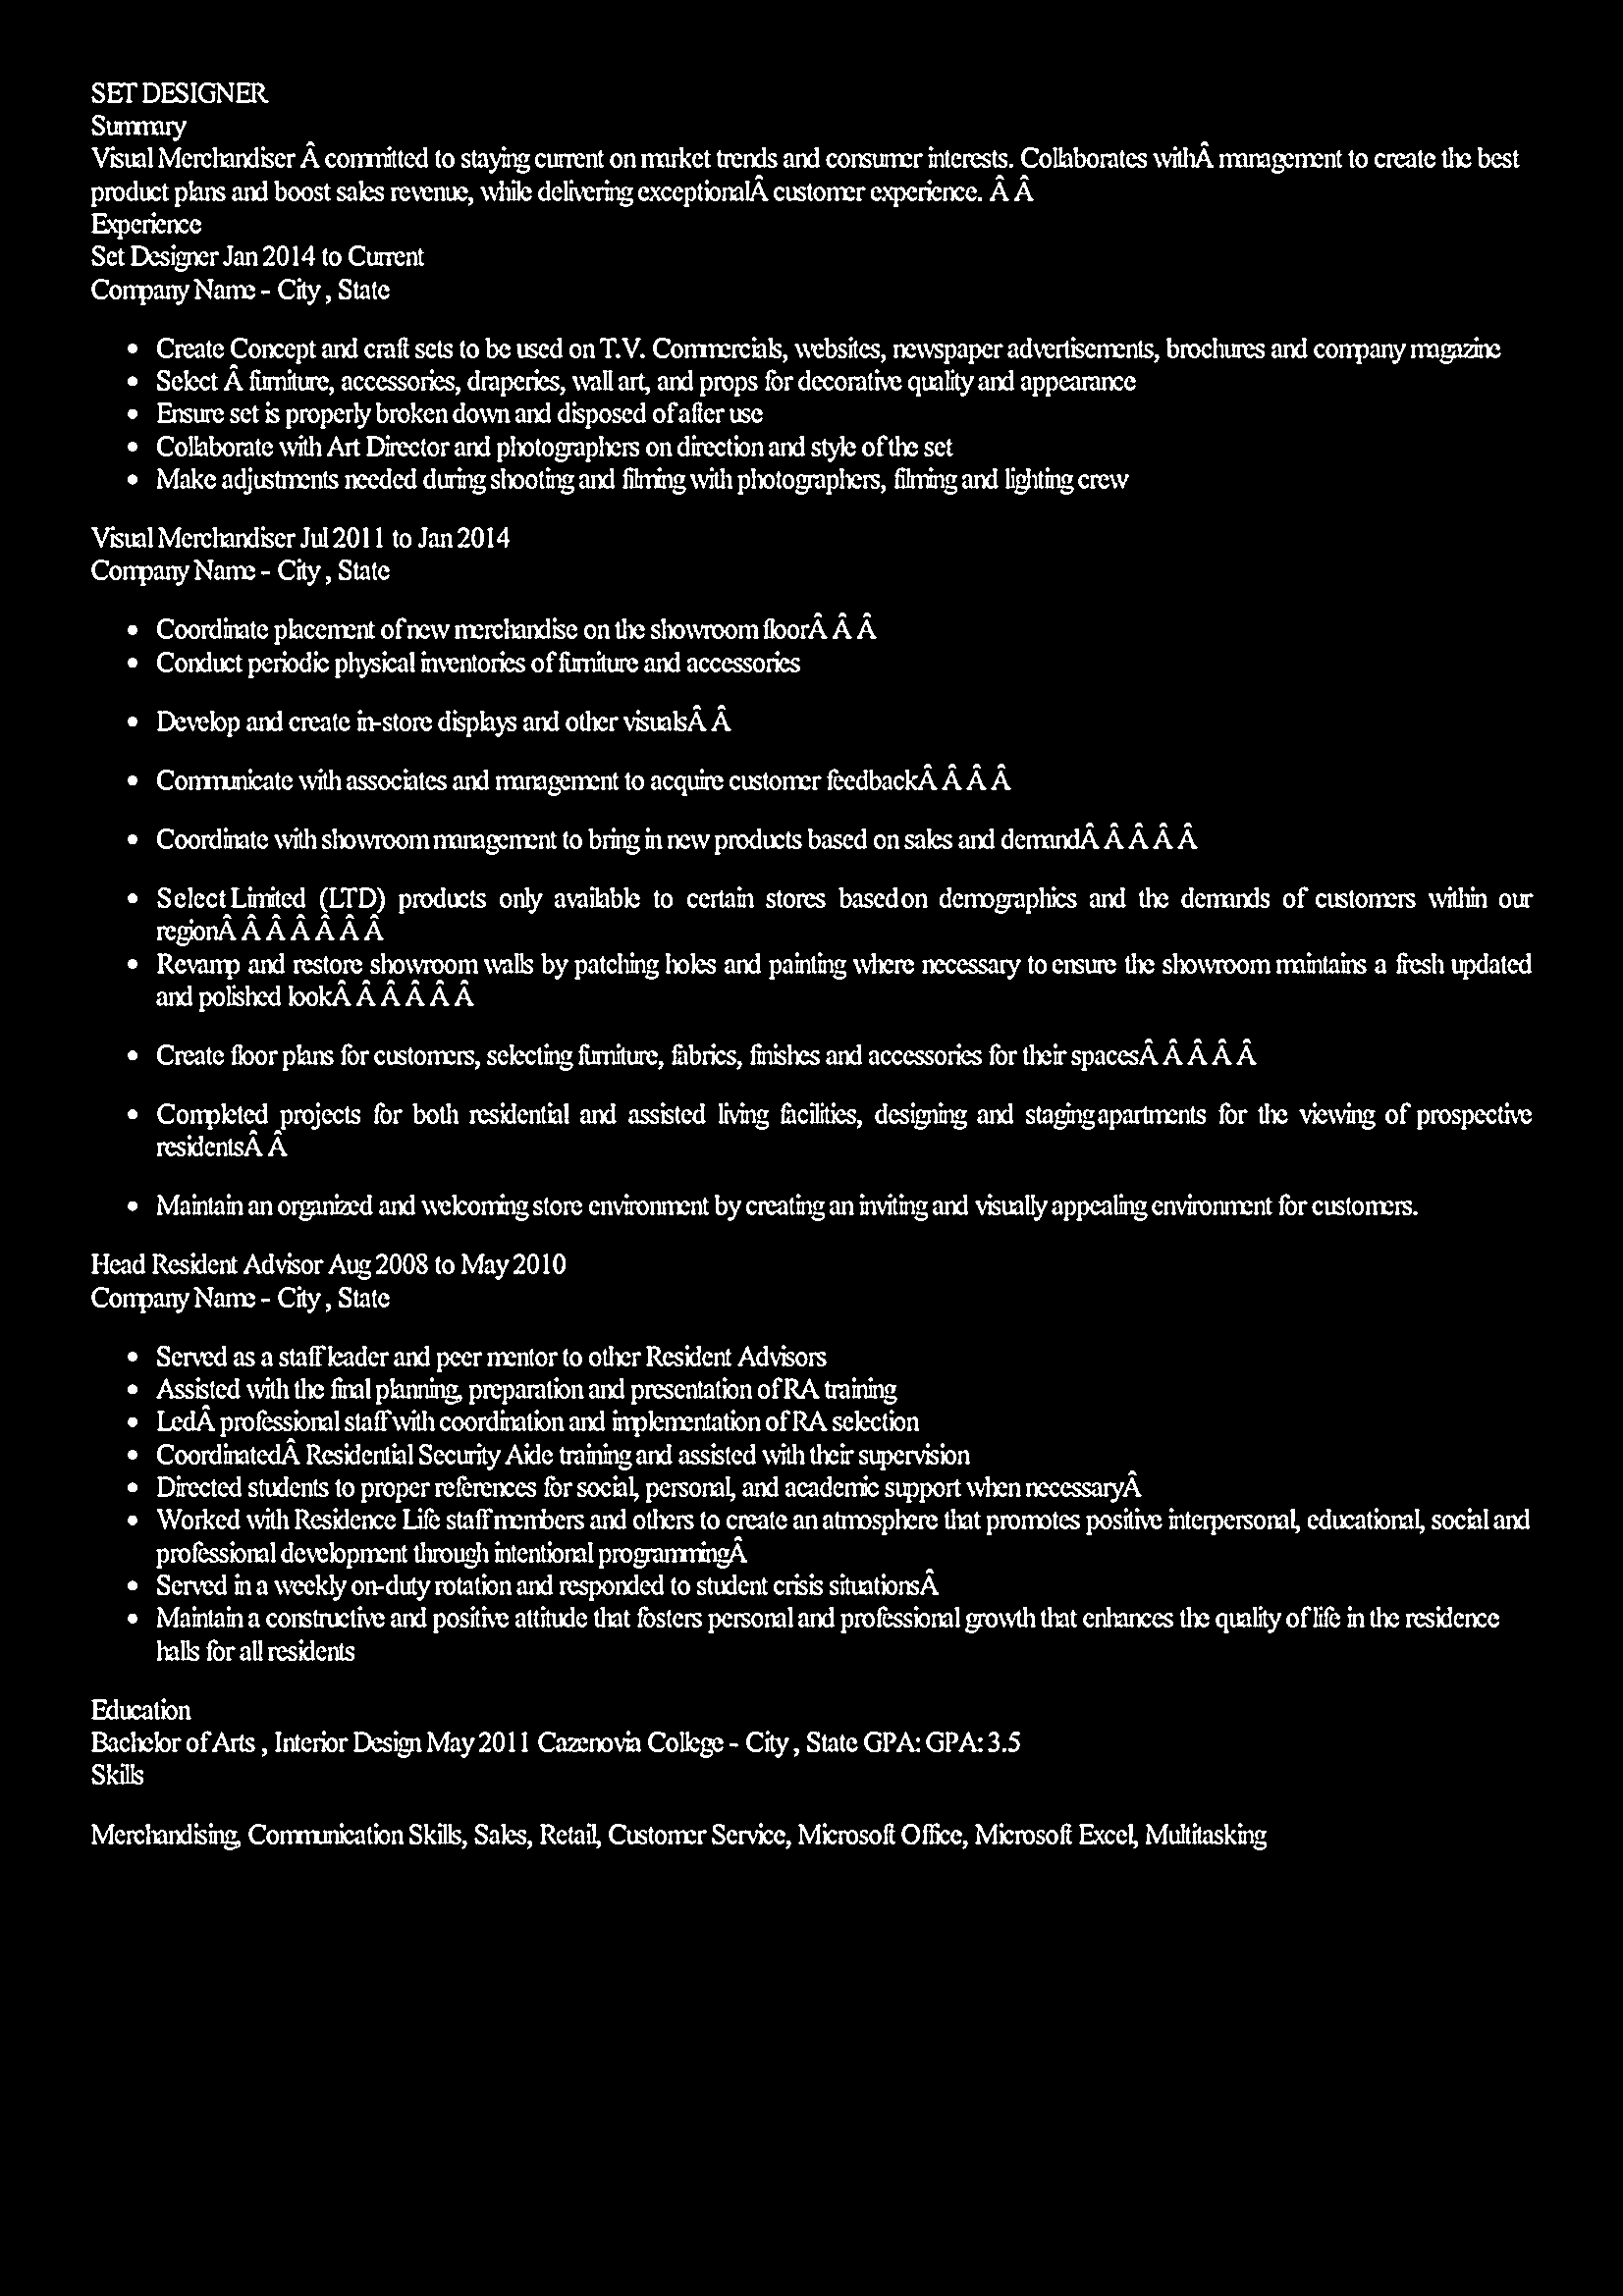 SET DESIGNER
Summary
Visual Merchandiser Â committed to staying current on market trends and consumer interests. Collaborates withÂ management to create the best
product plans and boost sales revenue, while delivering exceptionalÂ customer experience. Â Â
Experience
Set Designer Jan 2014 to Current
Company Name - City , State
• Create Concept and craft sets to be used on T.V. Commercials, websites, newspaper advertisements, brochures and company magazine
• Select Â furniture, accessories, draperies, wall art, and props for decorative quality and appearance
• Ensure set is properly broken down and disposed of after use
• Collaborate with Art Director and photographers on direction and style of the set
• Make adjustments needed during shooting and filming with photographers, filming and lighting crew
Visual Merchandiser Jul 2011 to Jan 2014
Company Name - City , State
• Coordinate placement of new merchandise on the showroom floorÂ Â Â
• Conduct periodic physical inventories of furniture and accessories
• Develop and create in-store displays and other visualsÂ Â
• Communicate with associates and management to acquire customer feedbackÂ Â Â Â
• Coordinate with showroom management to bring in new products based on sales and demandÂ Â Â Â Â
• Select Limited (LTD) products only available to certain stores based on demographics and the demands of customers within our
regionÂ Â Â Â Â Â Â
• Revamp and restore showroom walls by patching holes and painting where necessary to ensure the showroom maintains a fresh updated
and polished lookÂ Â Â Â Â Â
• Create floor plans for customers, selecting furniture, fabrics, finishes and accessories for their spacesÂ Â Â Â Â
• Completed projects for both residential and assisted living facilities, designing and staging apartments for the viewing of prospective
residentsÂ Â
• Maintain an organized and welcoming store environment by creating an inviting and visually appealing environment for customers.
Head Resident Advisor Aug 2008 to May 2010
Company Name - City , State
• Served as a staff leader and peer mentor to other Resident Advisors
• Assisted with the final planning, preparation and presentation of RA training
• LedÂ professional staff with coordination and implementation of RA selection
• CoordinatedÂ Residential Security Aide training and assisted with their supervision
• Directed students to proper references for social, personal, and academic support when necessaryÂ
• Worked with Residence Life staff members and others to create an atmosphere that promotes positive interpersonal, educational, social and
professional development through intentional programmingÂ
• Served in a weekly on-duty rotation and responded to student crisis situationsÂ
• Maintain a constructive and positive attitude that fosters personal and professional growth that enhances the quality of life in the residence
halls for all residents
Education
Bachelor of Arts , Interior Design May 2011 Cazenovia College - City , State GPA: GPA: 3.5
Skills
Merchandising, Communication Skills, Sales, Retail, Customer Service, Microsoft Office, Microsoft Excel, Multitasking